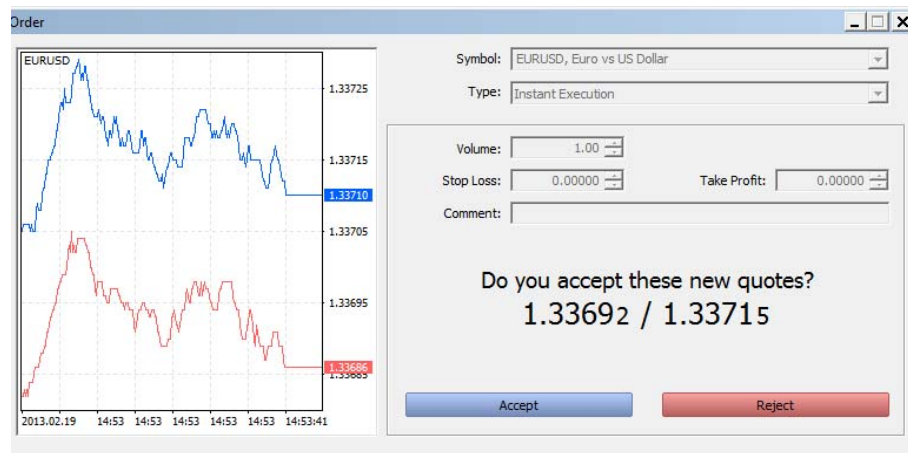 Order
EURUSD
1.33725
1.33715
1.33710
1.33705
1.33695
1.33686
1.33685
2013.02.19 14:53 14:53 14:53 14:53 14:53 14:53:41
Symbol: EURUSD, Euro vs US Dollar
Type: Instant Execution
Volume: 1.00
Stop Loss: 0.00000 Take Profit: 0.00000
Comment:
Do you accept these new quotes?
1.33692 / 1.33715
Accept Reject